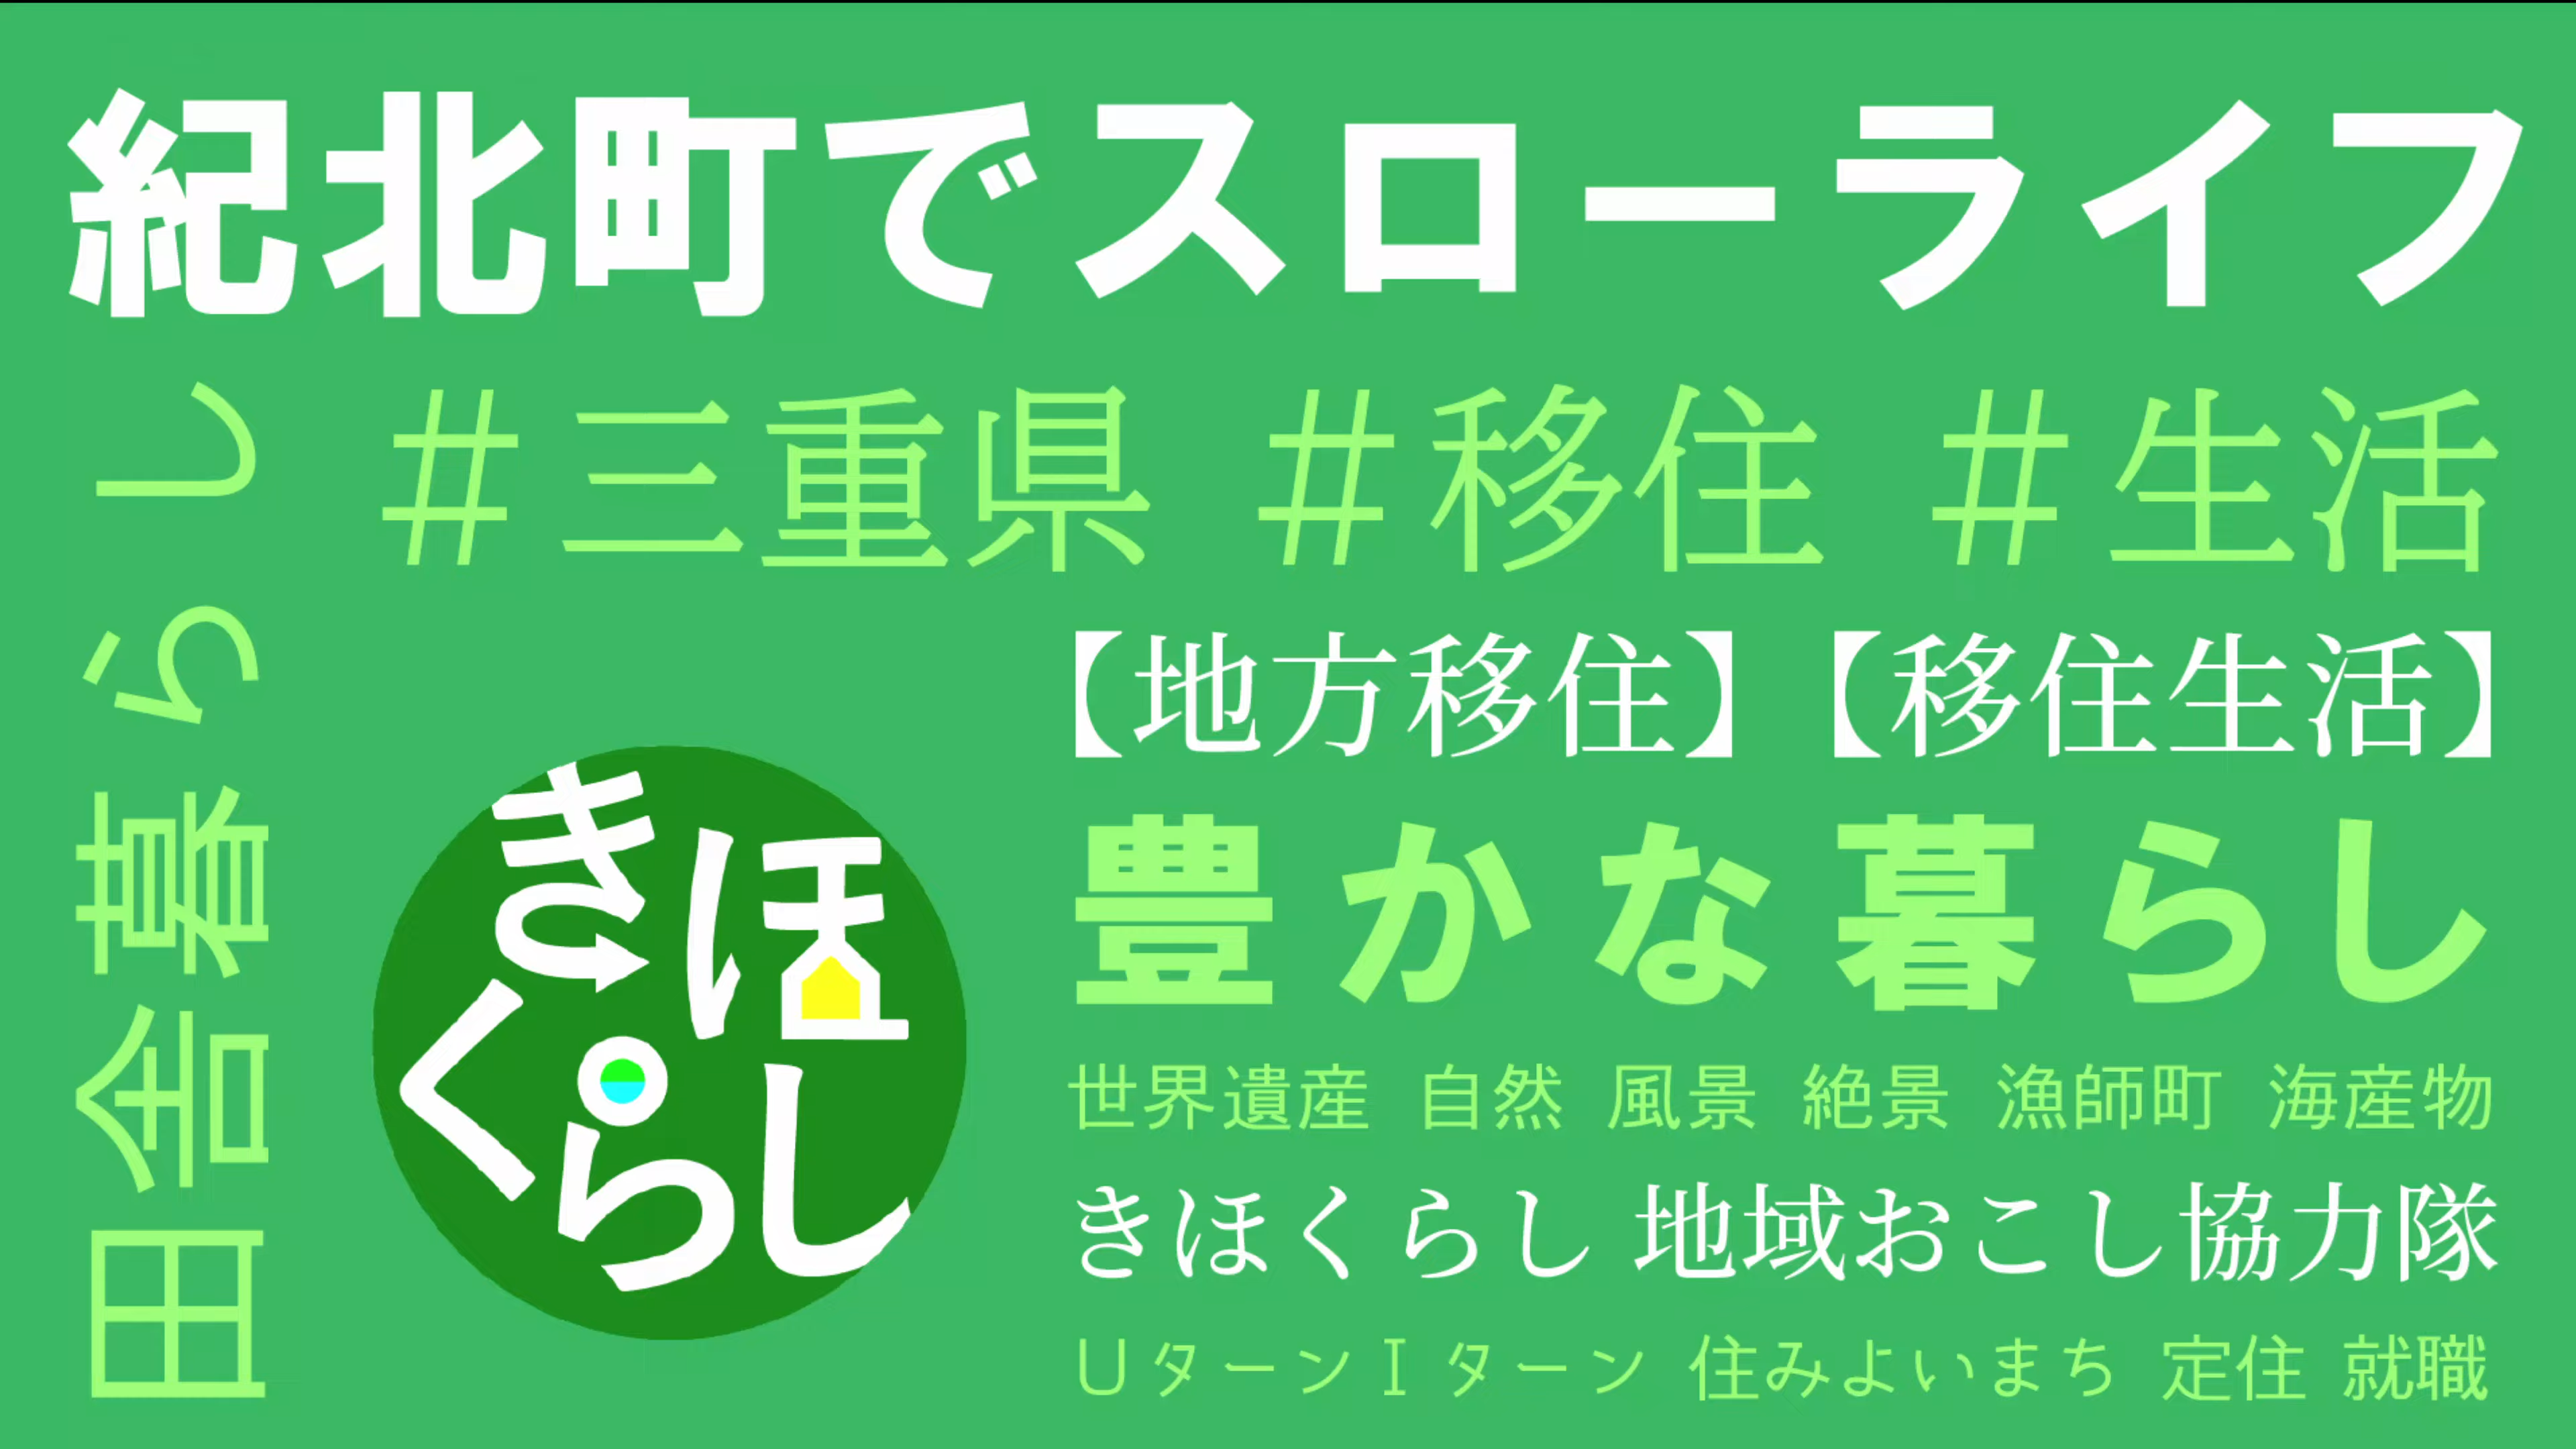 紀北町でスローライフ
#三重県 #移住 #生活
田舎暮らし
【地方移住】【移住生活】
きほ
くらし
豊かな暮らし
世界遺産 自然 風景 絶景 漁師町 海産物
きほくらし 地域おこし協力隊
UターンIターン 住みよいまち 定住 就職